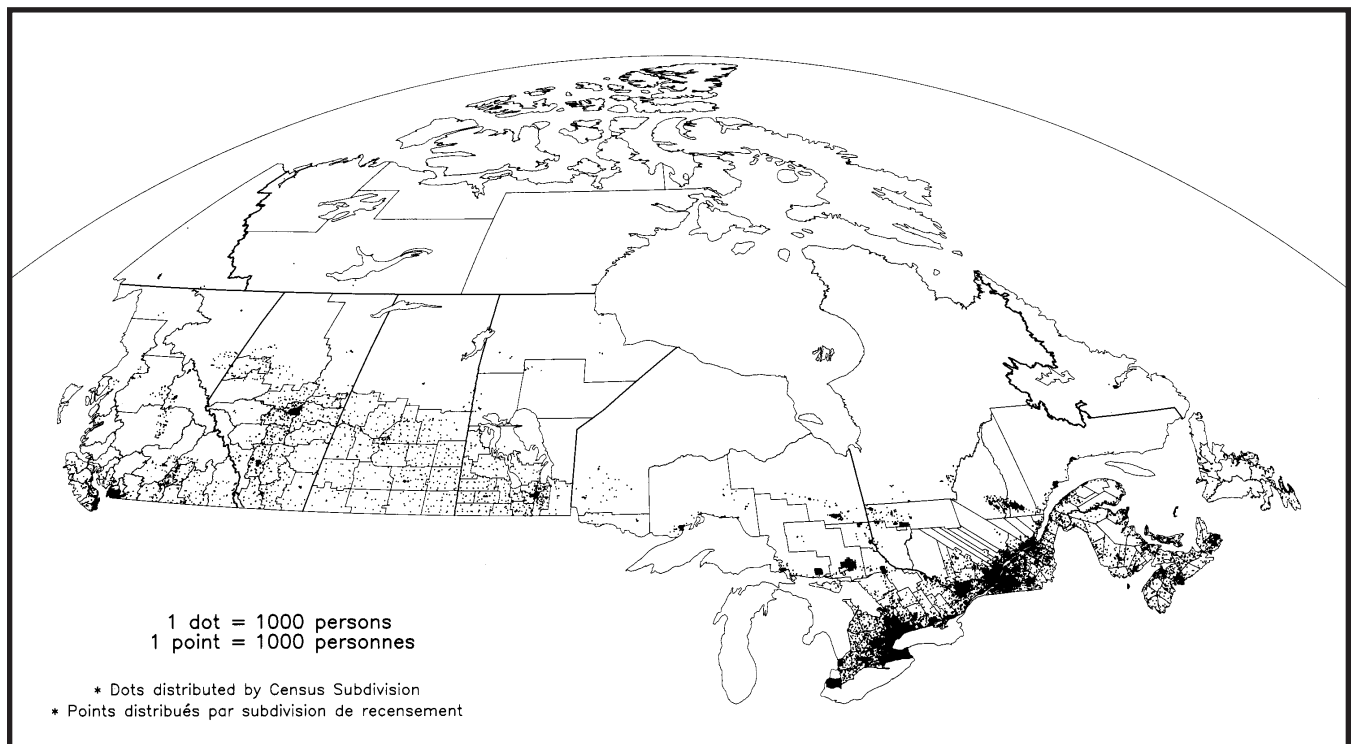 1 dot = 1000 persons
1 point = 1000 personnes
* Dots distributed by Census Subdivision
* Points distribués par subdivision de recensement